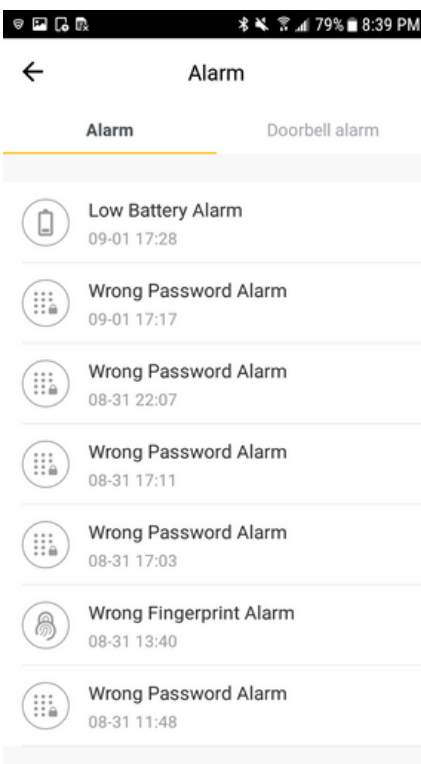 79% 8:39 PM
Alarm
Alarm Doorbell alarm
Low Battery Alarm
09-01 17:28
Wrong Password Alarm
09-01 17:17
Wrong Password Alarm
08-31 22:07
Wrong Password Alarm
08-31 17:11
Wrong Password Alarm
08-31 17:03
Wrong Fingerprint Alarm
08-31 13:40
Wrong Password Alarm
08-31 11:48